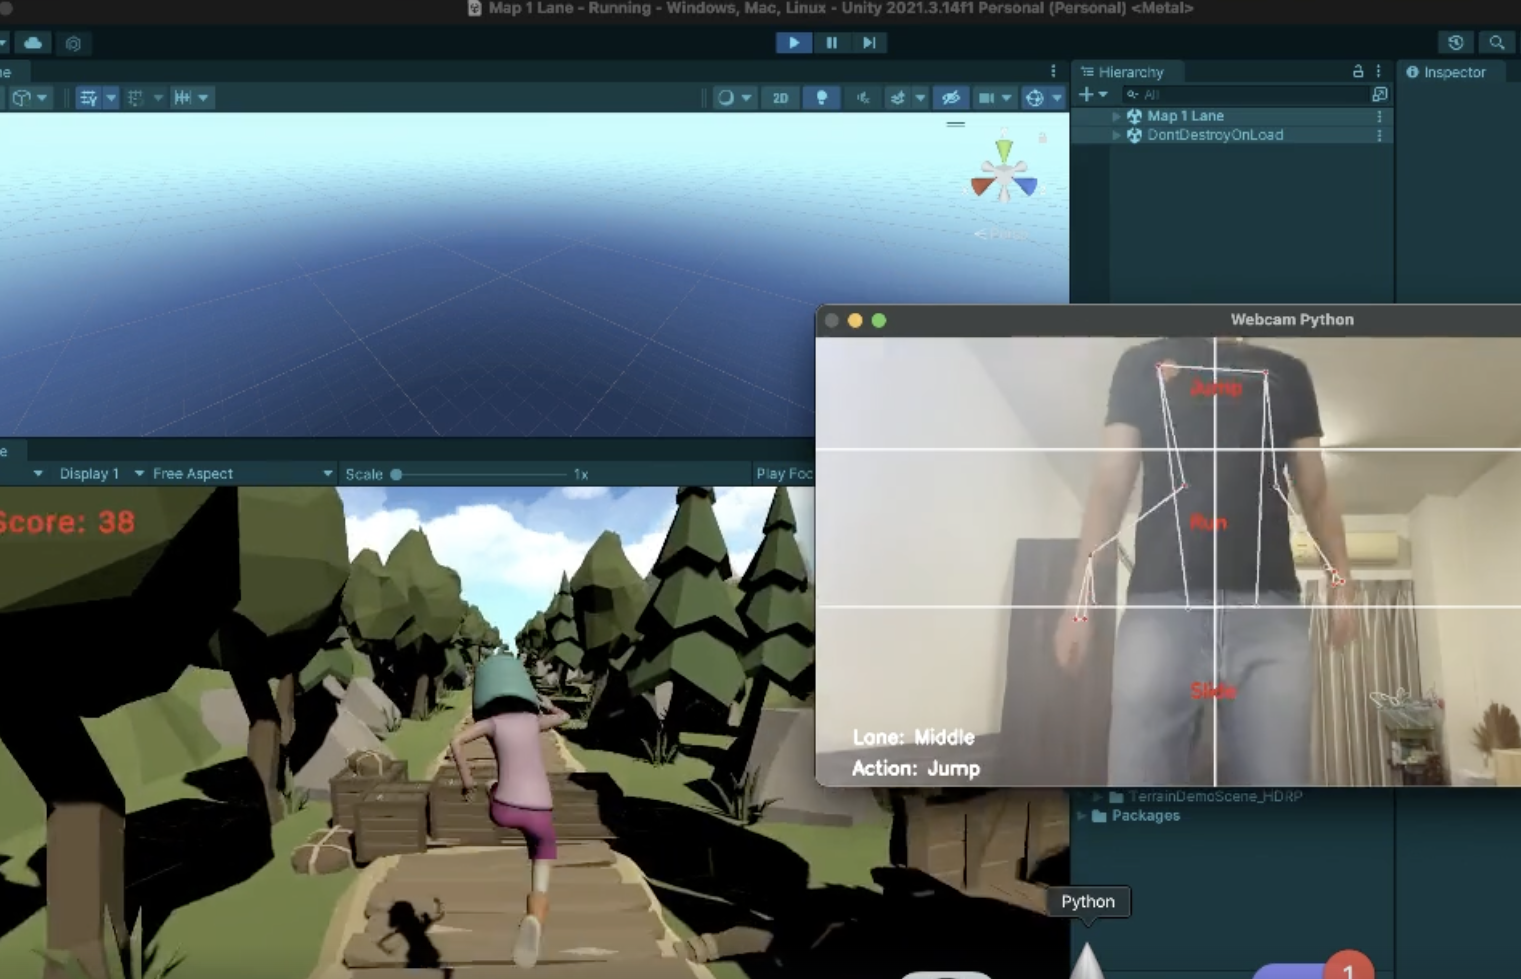 Map 1 Lane - Running - Windows, Mac, Linux - Unity 2021.3.14f1 Personal (Personal) <Metal>
ne
Hierarchy
Inspector
2D
All
Map 1 Lane
DontDestroyOnLoad
Webcam Python
Jump
Run
Slide
Lone: Middle
Action: Jump
e
Display 1
Free Aspect
Scale
1x
Play Foc
Score: 38
TerrainDemoScene_HDRP
Packages
Python
1